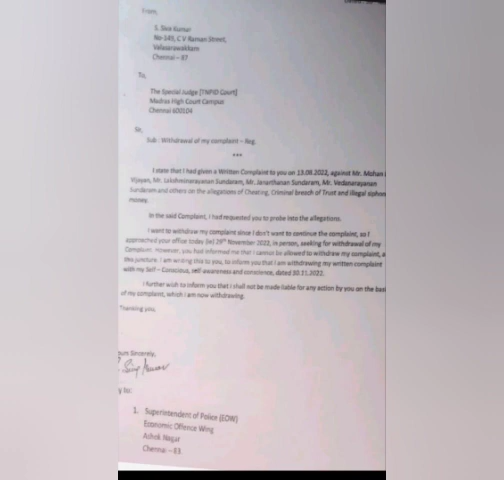 From,
S. Siva Kumar
No-149, C V Raman Street,
Valasarawakkam
Chennai – 87
To,
The Special Judge [TNPID Court]
Madras High Court Campus
Chennai 600104
Sir,
Sub : Withdrawal of my complaint – Reg.
***
I state that I had given a Written Complaint to you on 13.08.2022, against Mr. Mohan
Vijayan, Mr. Lakshminarayanan Sundaram, Mr. Janarthanan Sundaram, Mr. Vedanarayanan
Sundaram and others on the allegations of Cheating, Criminal breach of Trust and illegal siphon
money.
In the said Complaint, I had requested you to probe into the allegations.
I want to withdraw my complaint since I don't want to continue the complaint, so I
approached your office today (ie) 29th November 2022, in person, seeking for withdrawal of my
Complaint. However, you had informed me that I cannot be allowed to withdraw my complaint, a
this juncture. I am writing this to you, to inform you that I am withdrawing my written complaint
with my Self – Conscious, self awareness and conscience, dated 30.11.2022.
I further wish to inform you that I shall not be made liable for any action by you on the basi
of my complaint, which I am now withdrawing.
Thanking you.
ours Sincerely,
y to:
1. Superintendent of Police (EOW)
Economic Offence Wing
Ashok Nagar
Chennai – 83